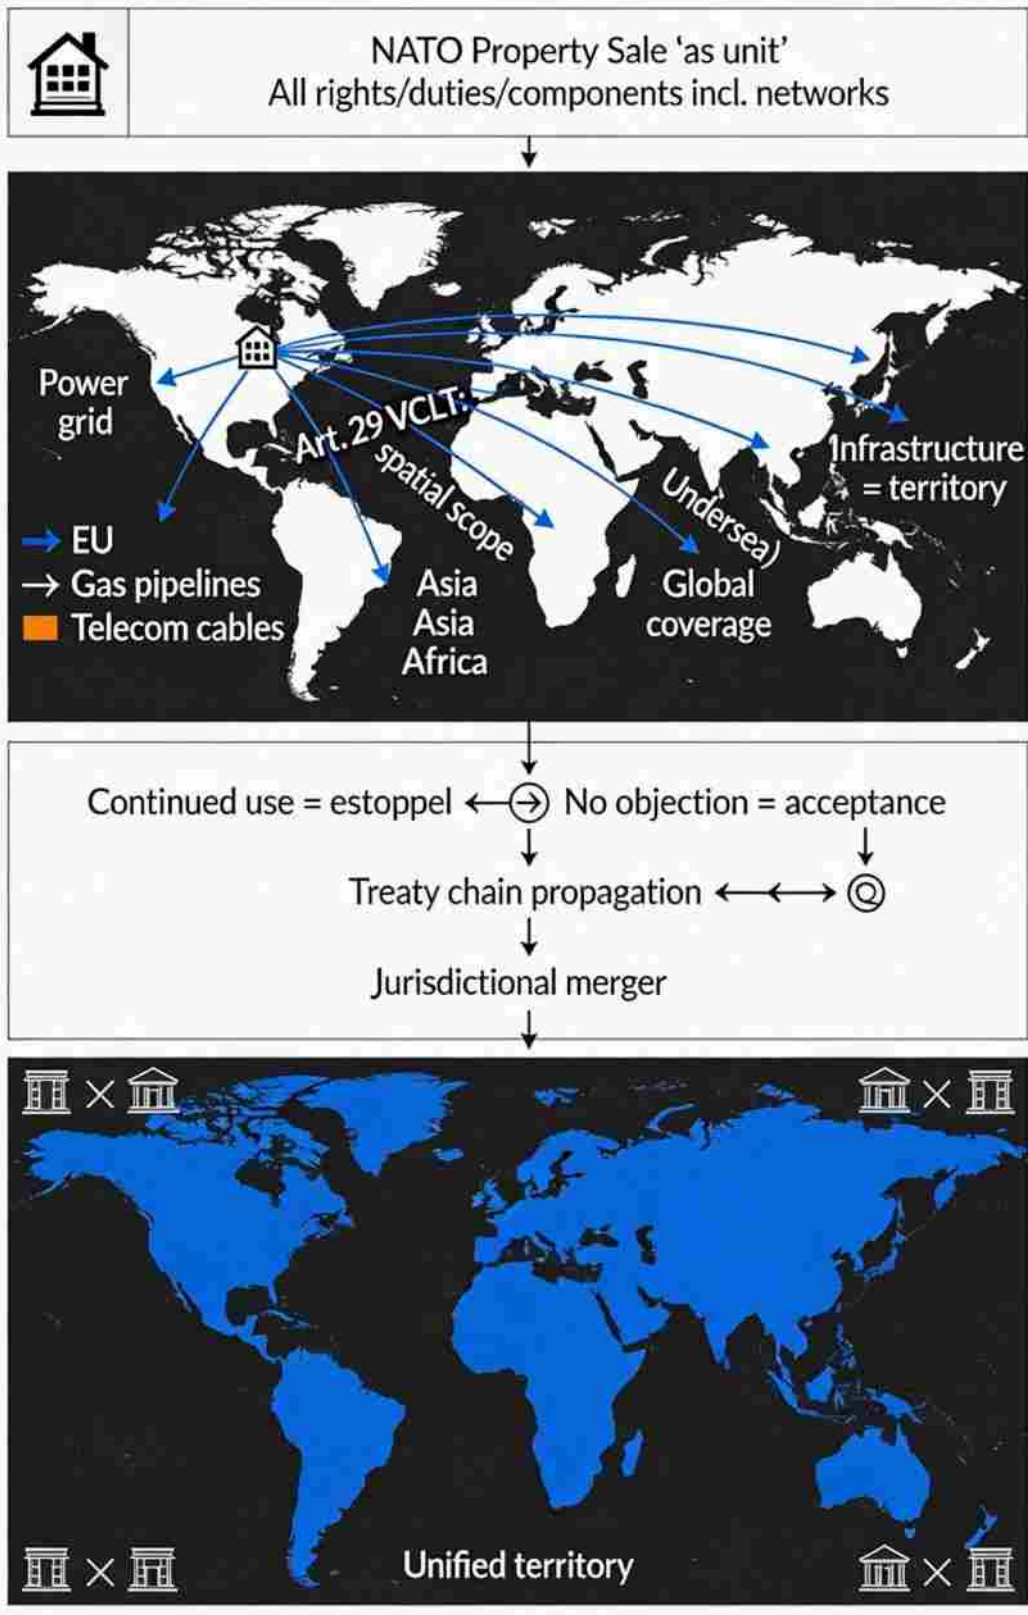 NATO Property Sale ‘as unit’
All rights/duties/components incl. networks
Power
grid
Art. 29 VCLT:
spatial scope
Undersea)
Infrastructure
= territory
EU
Gas pipelines
Telecom cables
Asia
Asia
Africa
Global
coverage
Continued use = estoppel
No objection = acceptance
Treaty chain propagation
Q
Jurisdictional merger
Unified territory